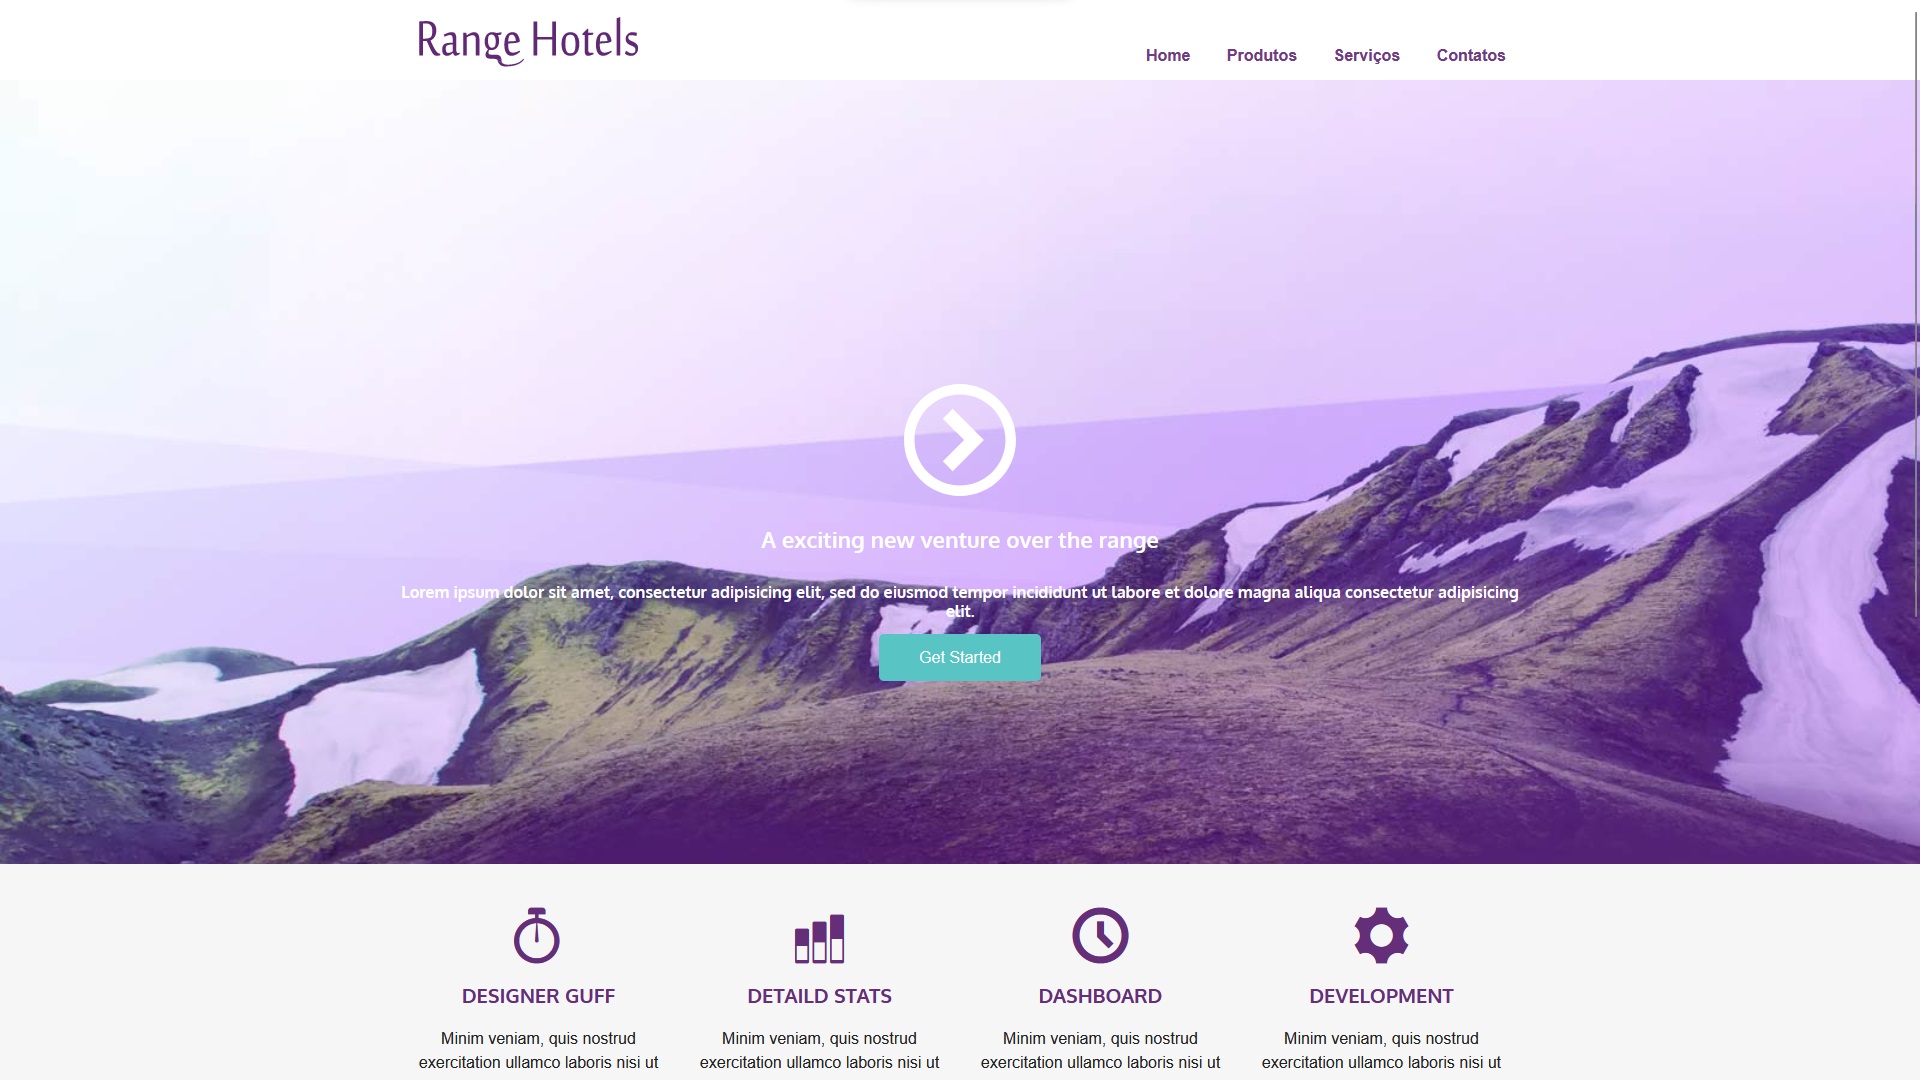 Range Hotels
Home Produtos Serviços Contatos
A exciting new venture over the range
Lorem ipsum dolor sit amet, consectetur adipisicing elit, sed do eiusmod tempor incididunt ut labore et dolore magna aliqua consectetur adipisicing
elit.
Get Started
DESIGNER GUFF
Minim veniam, quis nostrud
exercitation ullamco laboris nisi ut
DETAILD STATS
Minim veniam, quis nostrud
exercitation ullamco laboris nisi ut
DASHBOARD
Minim veniam, quis nostrud
exercitation ullamco laboris nisi ut
DEVELOPMENT
Minim veniam, quis nostrud
exercitation ullamco laboris nisi ut